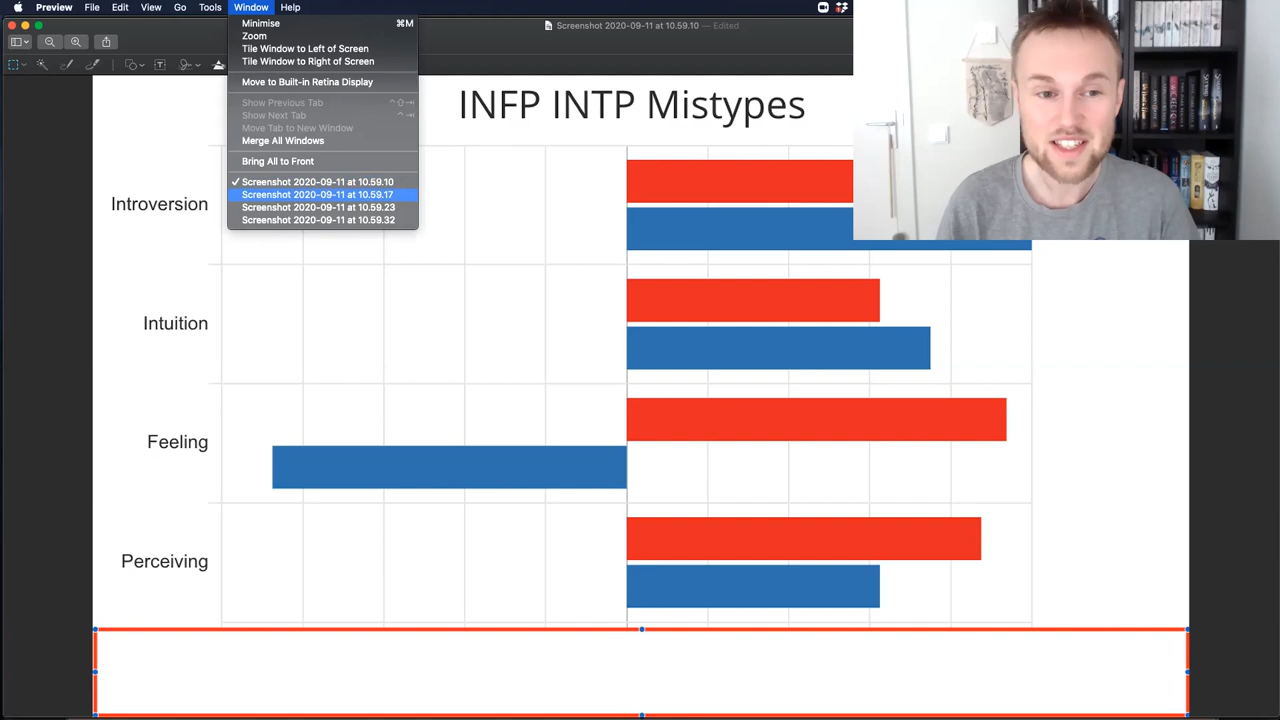 Preview File Edit View Go Tools Window Help
Screenshot 2020-09-11 at 10.59.10 — Edited
Minimise ⌘M
Zoom
Tile Window to Left of Screen
Tile Window to Right of Screen
Move to Built-in Retina Display
Show Previous Tab ⌃⇧⇥
Show Next Tab ⌃⇥
Move Tab to New Window
Merge All Windows
Bring All to Front
✓ Screenshot 2020-09-11 at 10.59.10
Screenshot 2020-09-11 at 10.59.17
Screenshot 2020-09-11 at 10.59.23
Screenshot 2020-09-11 at 10.59.32
INFP INTP Mistypes
Introversion
Intuition
Feeling
Perceiving